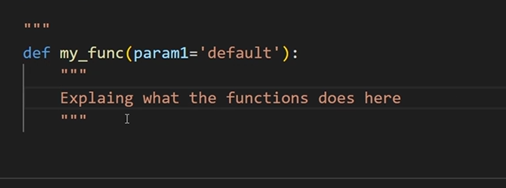 """
def my_func(param1='default'):
    """
    Explaing what the functions does here
    """